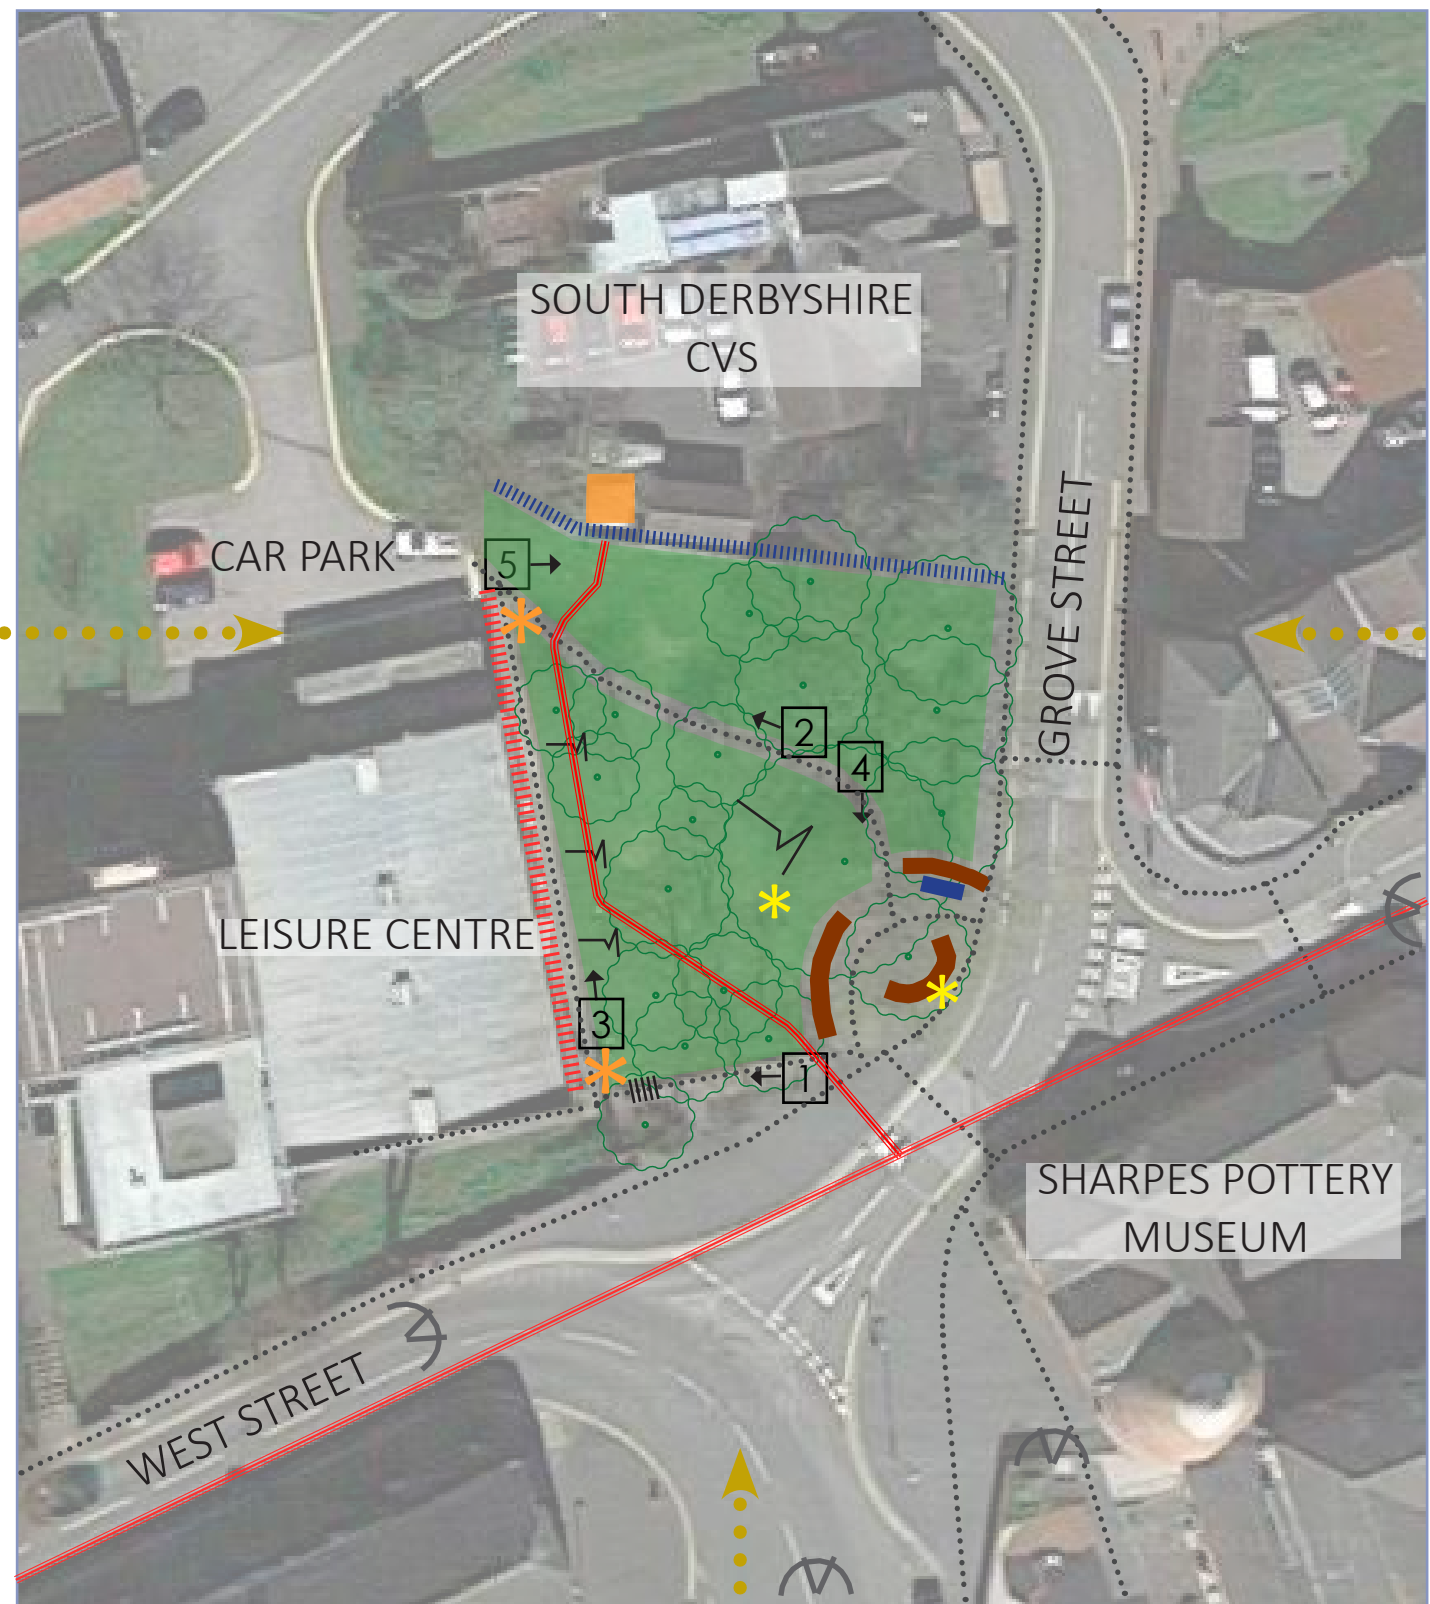 SOUTH DERBYSHIRE
CVS
CAR PARK
5
GROVE STREET
2
4
LEISURE CENTRE
3
1
SHARPES POTTERY
MUSEUM
WEST STREET